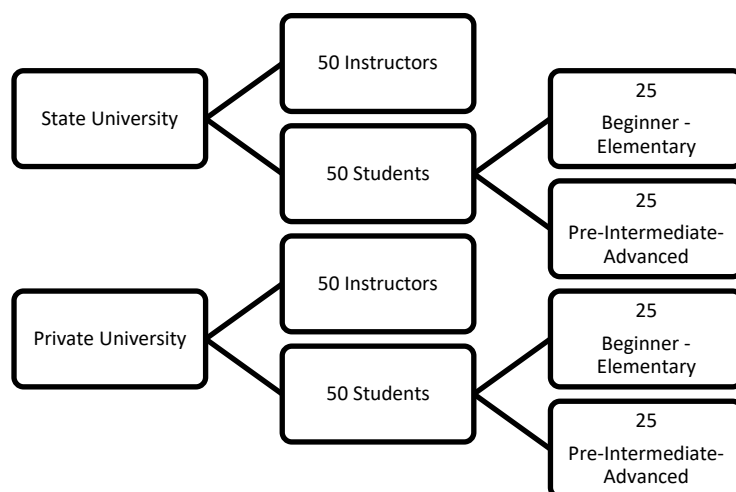 State University
50 Instructors
50 Students
25
Beginner -
Elementary
25
Pre-Intermediate-
Advanced
Private University
50 Instructors
50 Students
25
Beginner -
Elementary
25
Pre-Intermediate-
Advanced